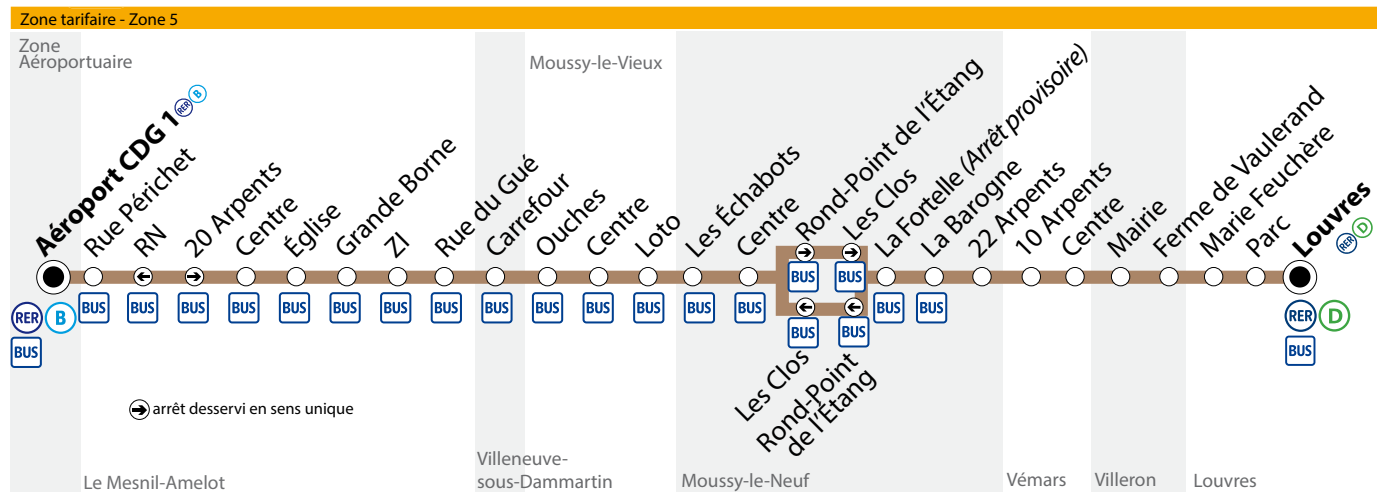 Zone tarifaire - Zone 5
Zone
Aéroportuaire
Moussy-le-Vieux
Aéroport CDG 1 RER B
Rue Périchet
RN
20 Arpents
Centre
Église
Grande Borne
ZI
Rue du Gué
Carrefour
Ouches
Centre
Loto
Les Échabots
Centre
Rond-Point de l'Étang
Les Clos
La Fortelle (Arrêt provisoire)
La Barogne
22 Arpents
10 Arpents
Centre
Mairie
Ferme de Vaulerand
Marie Feuchère
Parc
Louvres
RER D
BUS
BUS
BUS BUS BUS BUS BUS BUS BUS BUS BUS BUS BUS BUS BUS BUS BUS BUS
RER B
RER D
BUS
BUS
BUS
BUS
Les Clos
Rond-Point
de l'Étang
arrêt desservi en sens unique
Le Mesnil-Amelot
Villeneuve-
sous-Dammartin
Moussy-le-Neuf
Vémars
Villeron
Louvres